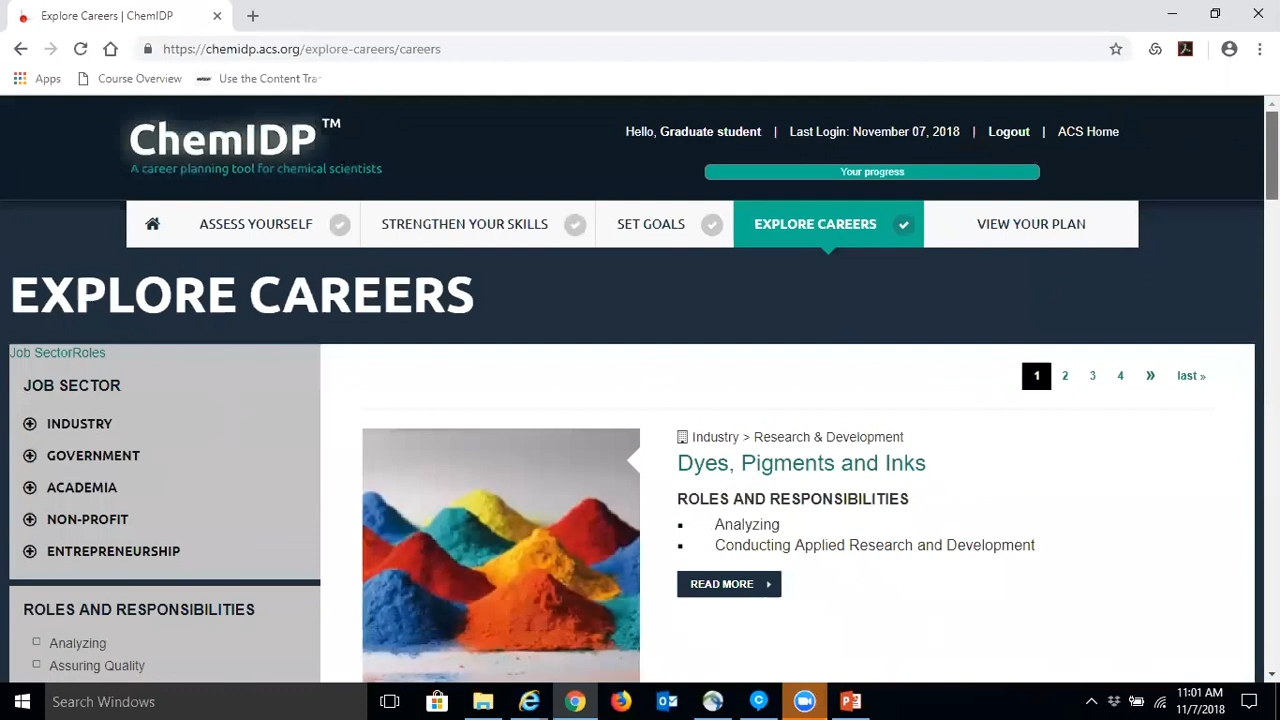 Explore Careers | ChemIDP
https://chemidp.acs.org/explore-careers/careers
Apps Course Overview Use the Content
ChemIDP™
A career planning tool for chemical scientists
Hello, Graduate student | Last Login: November 07, 2018 | Logout | ACS Home
Your progress
ASSESS YOURSELF STRENGTHEN YOUR SKILLS SET GOALS EXPLORE CAREERS VIEW YOUR PLAN
EXPLORE CAREERS
Job SectorRoles
JOB SECTOR
INDUSTRY
GOVERNMENT
ACADEMIA
NON-PROFIT
ENTREPRENEURSHIP
ROLES AND RESPONSIBILITIES
Analyzing
Assuring Quality
1 2 3 4 » last »
Industry > Research & Development
Dyes, Pigments and Inks
ROLES AND RESPONSIBILITIES
Analyzing
Conducting Applied Research and Development
READ MORE
Search Windows
11:01 AM
11/7/2018